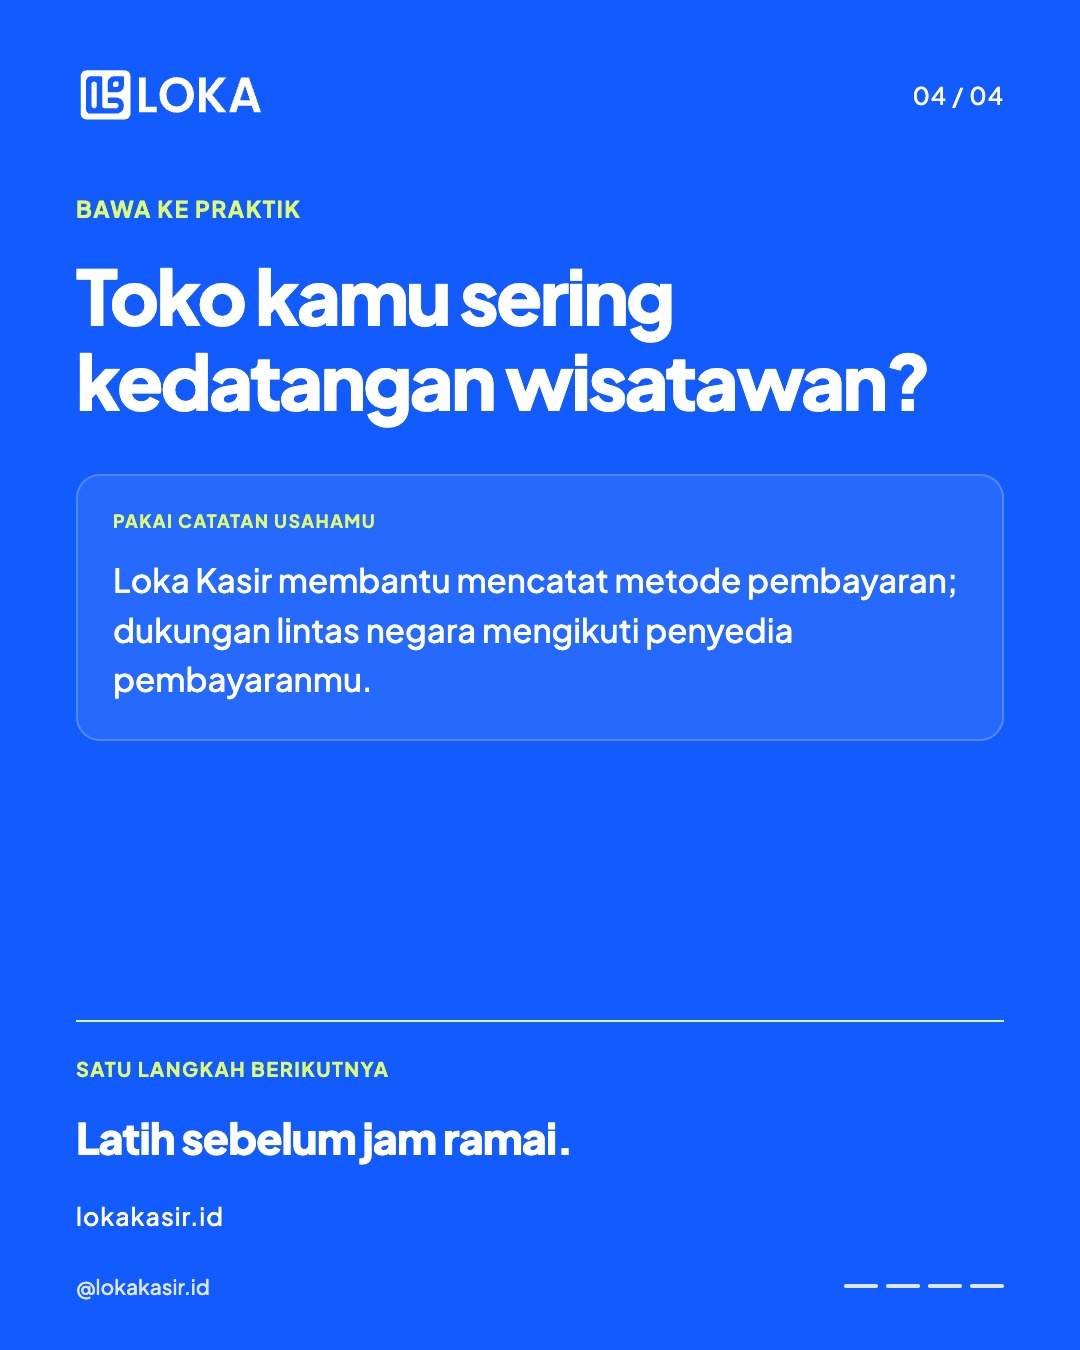 LOKA
04 / 04
BAWA KE PRAKTIK
Toko kamu sering
kedatangan wisatawan?
PAKAI CATATAN USAHAMU
Loka Kasir membantu mencatat metode pembayaran;
dukungan lintas negara mengikuti penyedia
pembayaranmu.
SATU LANGKAH BERIKUTNYA
Latih sebelum jam ramai.
lokakasir.id
@lokakasir.id